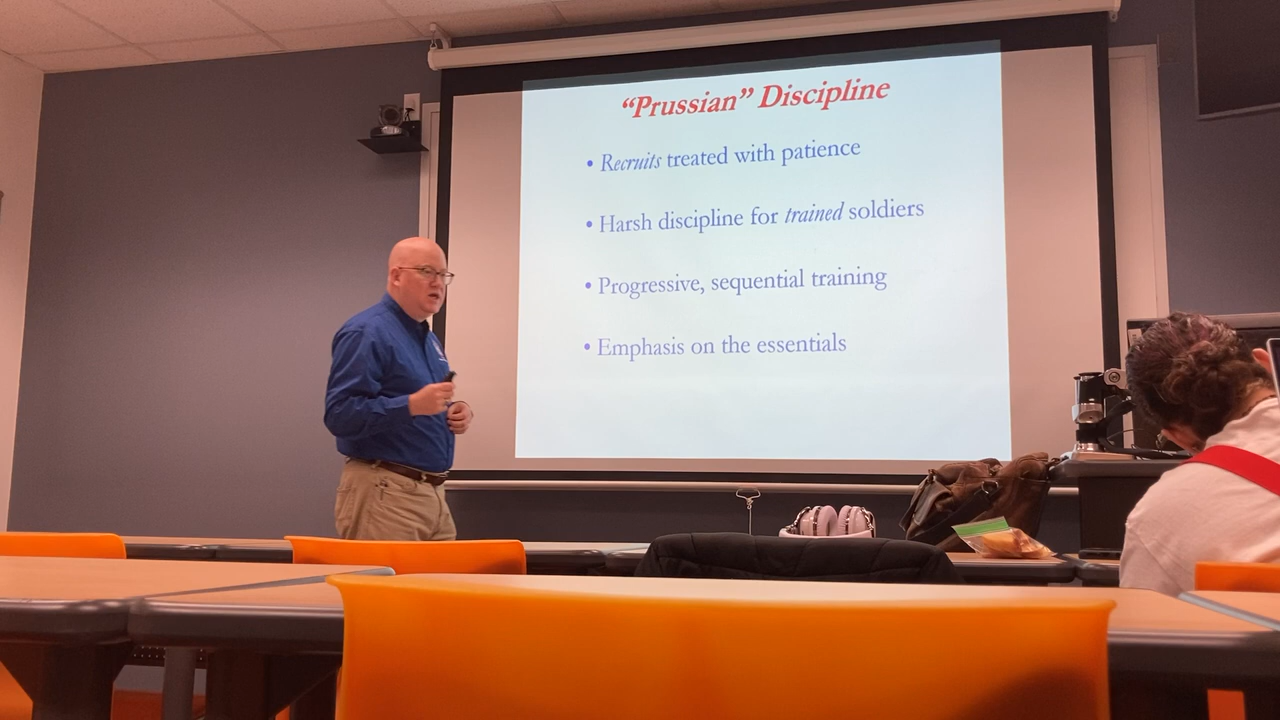 “Prussian” Discipline
• Recruits treated with patience
• Harsh discipline for trained soldiers
• Progressive, sequential training
• Emphasis on the essentials